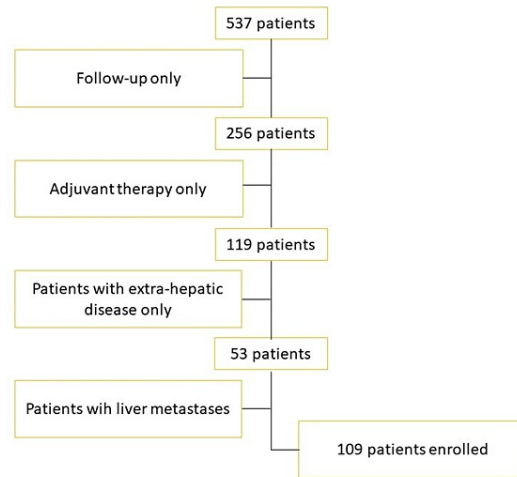 537 patients
Follow-up only
256 patients
Adjuvant therapy only
119 patients
Patients with extra-hepatic
disease only
53 patients
Patients wih liver metastases
109 patients enrolled